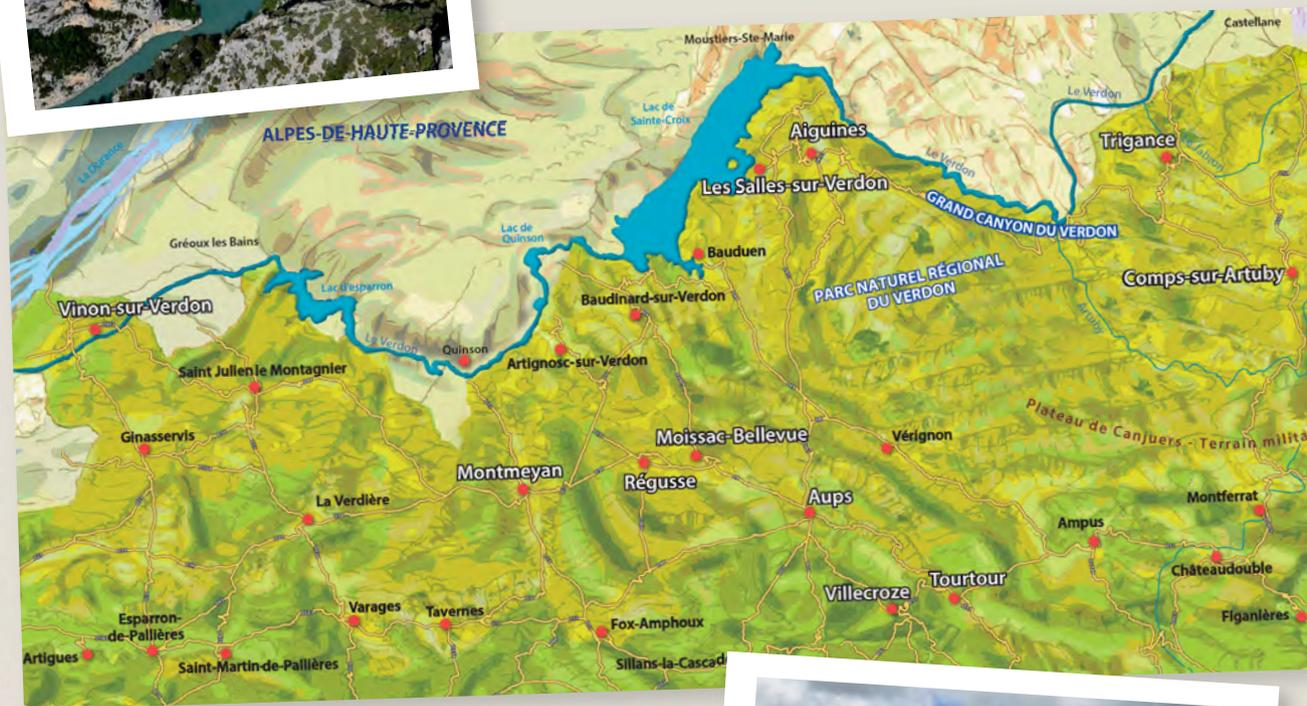 Castellane
Moustiers-Ste-Marie
Le Verdon
Lac de
Sainte-Croix
ALPES-DE-HAUTE-PROVENCE
Aiguines
Trigance
La Durance
Le Verdon
Les Salles-sur-Verdon
GRAND CANYON DU VERDON
Lac de
Quinson
Gréoux les Bains
Bauduen
PARC NATUREL RÉGIONAL
DU VERDON
Comps-sur-Artuby
Lac d'esparron
Baudinard-sur-Verdon
Vinon-sur-Verdon
Artuby
Le Verdon
Quinson
Artignosc-sur-Verdon
Saint Julien le Montagnier
Plateau de Canjuers - Terrain milita
Ginasservis
Moissac-Bellevue
Vérignon
Montmeyan
Régusse
La Verdière
Aups
Montferrat
Ampus
Châteaudouble
Villecroze
Tourtour
Varages
Tavernes
Esparron-
de-Pallières
Fox-Amphoux
Figanières
Artigues
Saint-Martin-de-Pallières
Sillans-la-Cascad